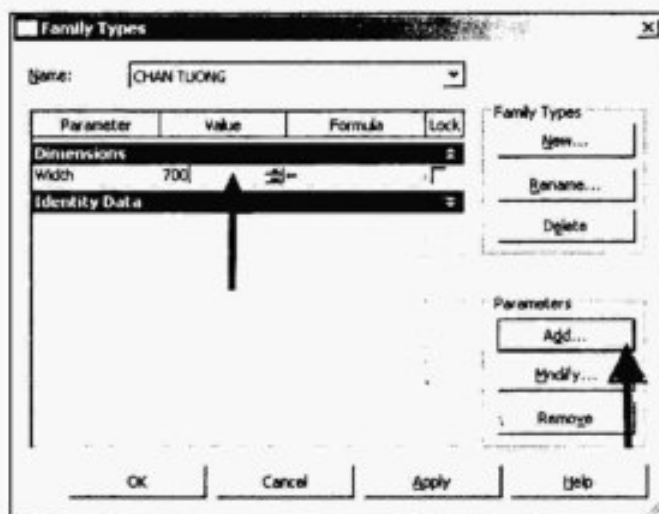 Family Types
Name: CHAN TUONG
Parameter Value Formula Lock
Dimensions
Width 700 =
Identity Data
Family Types
New...
Rename...
Delete
Parameters
Add...
Modify...
Remove
OK Cancel Apply Help